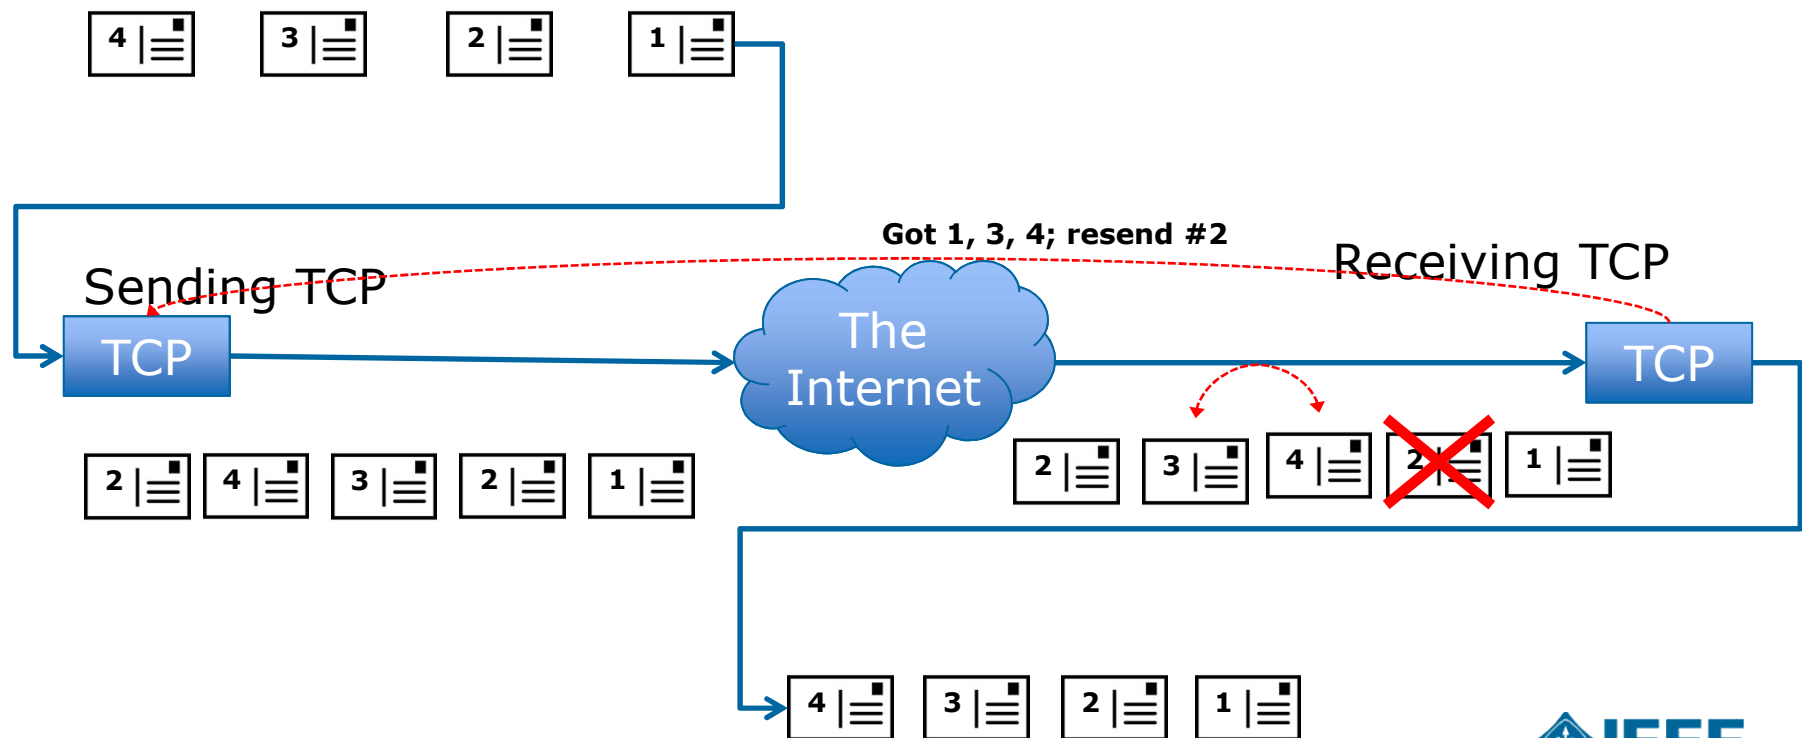 4 3 2 1
Got 1, 3, 4; resend #2
Sending TCP
Receiving TCP
TCP
The
Internet
TCP
2 4 3 2 1
2 3 4 2 1
4 3 2 1
IEEE